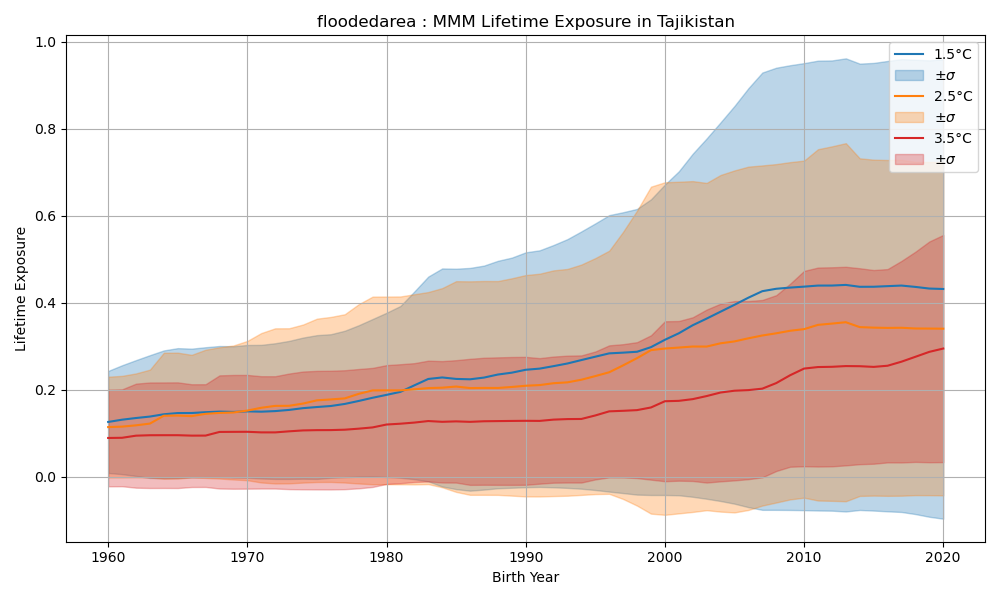 floodedarea : MMM Lifetime Exposure in Tajikistan
1.0
0.8
0.6
0.4
0.2
0.0
Lifetime Exposure
1.5°C
±σ
2.5°C
±σ
3.5°C
±σ
1960 1970 1980 1990 2000 2010 2020
Birth Year